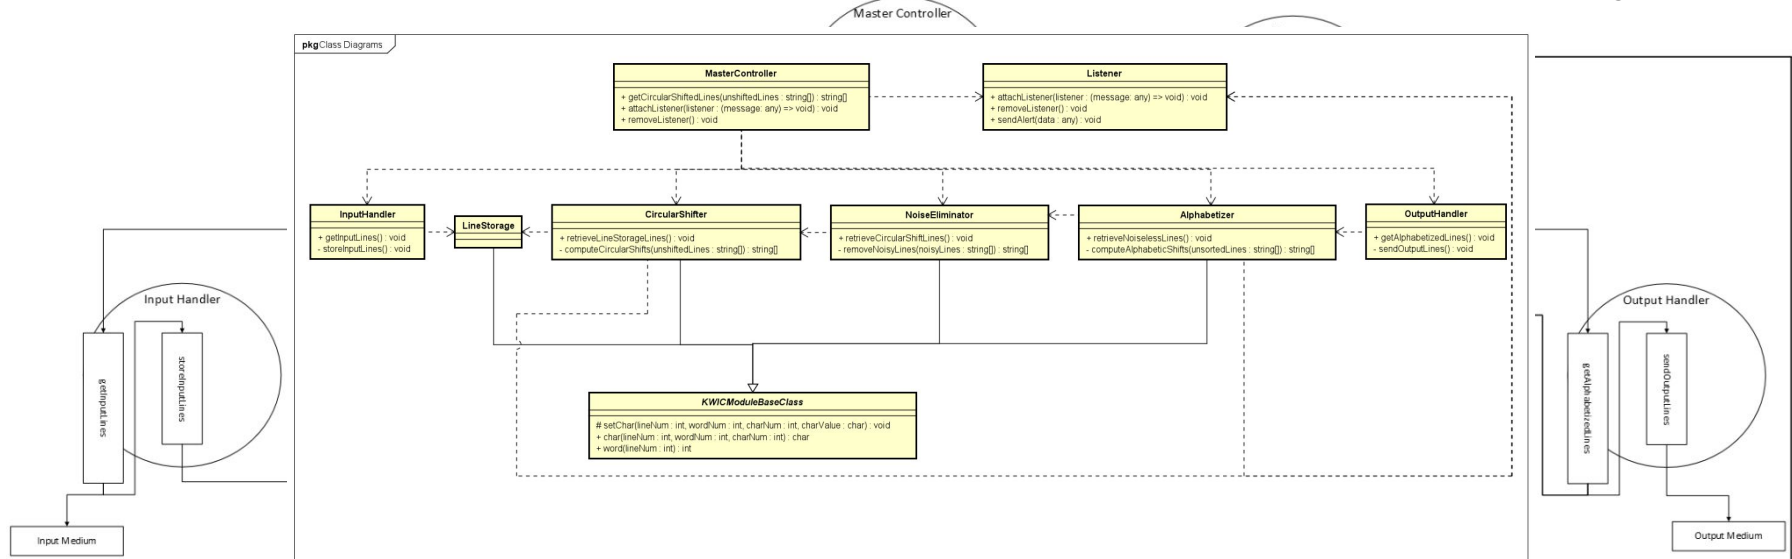 Master Controller
pkg Class Diagrams
MasterController
+ getCircularShiftedLines(unshiftedLines : string[]) : string[]
+ attachListener(listener : (message: any) => void) : void
+ removeListener() : void
Listener
+ attachListener(listener : (message: any) => void) : void
+ removeListener() : void
+ sendAlert(data : any) : void
InputHandler
+ getInputLines() : void
- storeInputLines() : void
LineStorage
CircularShifter
+ retrieveLineStorageLines() : void
- computeCircularShifts(unshiftedLines : string[]) : string[]
NoiseEliminator
+ retrieveCircularShiftLines() : void
- removeNoisyLines(noisyLines : string[]) : string[]
Alphabetizer
+ retrieveNoiselessLines() : void
- computeAlphabeticShifts(unsortedLines : string[]) : string[]
OutputHandler
+ getAlphabetizedLines() : void
- sendOutputLines() : void
KWICModuleBaseClass
# setChar(lineNum : int, wordNum : int, charNum : int, charValue : char) : void
+ char(lineNum : int, wordNum : int, charNum : int) : char
+ word(lineNum : int) : int
Input Handler
getInputLines
storeInputLines
Input Medium
Output Handler
getAlphabetizedLines
sendOutputLines
Output Medium